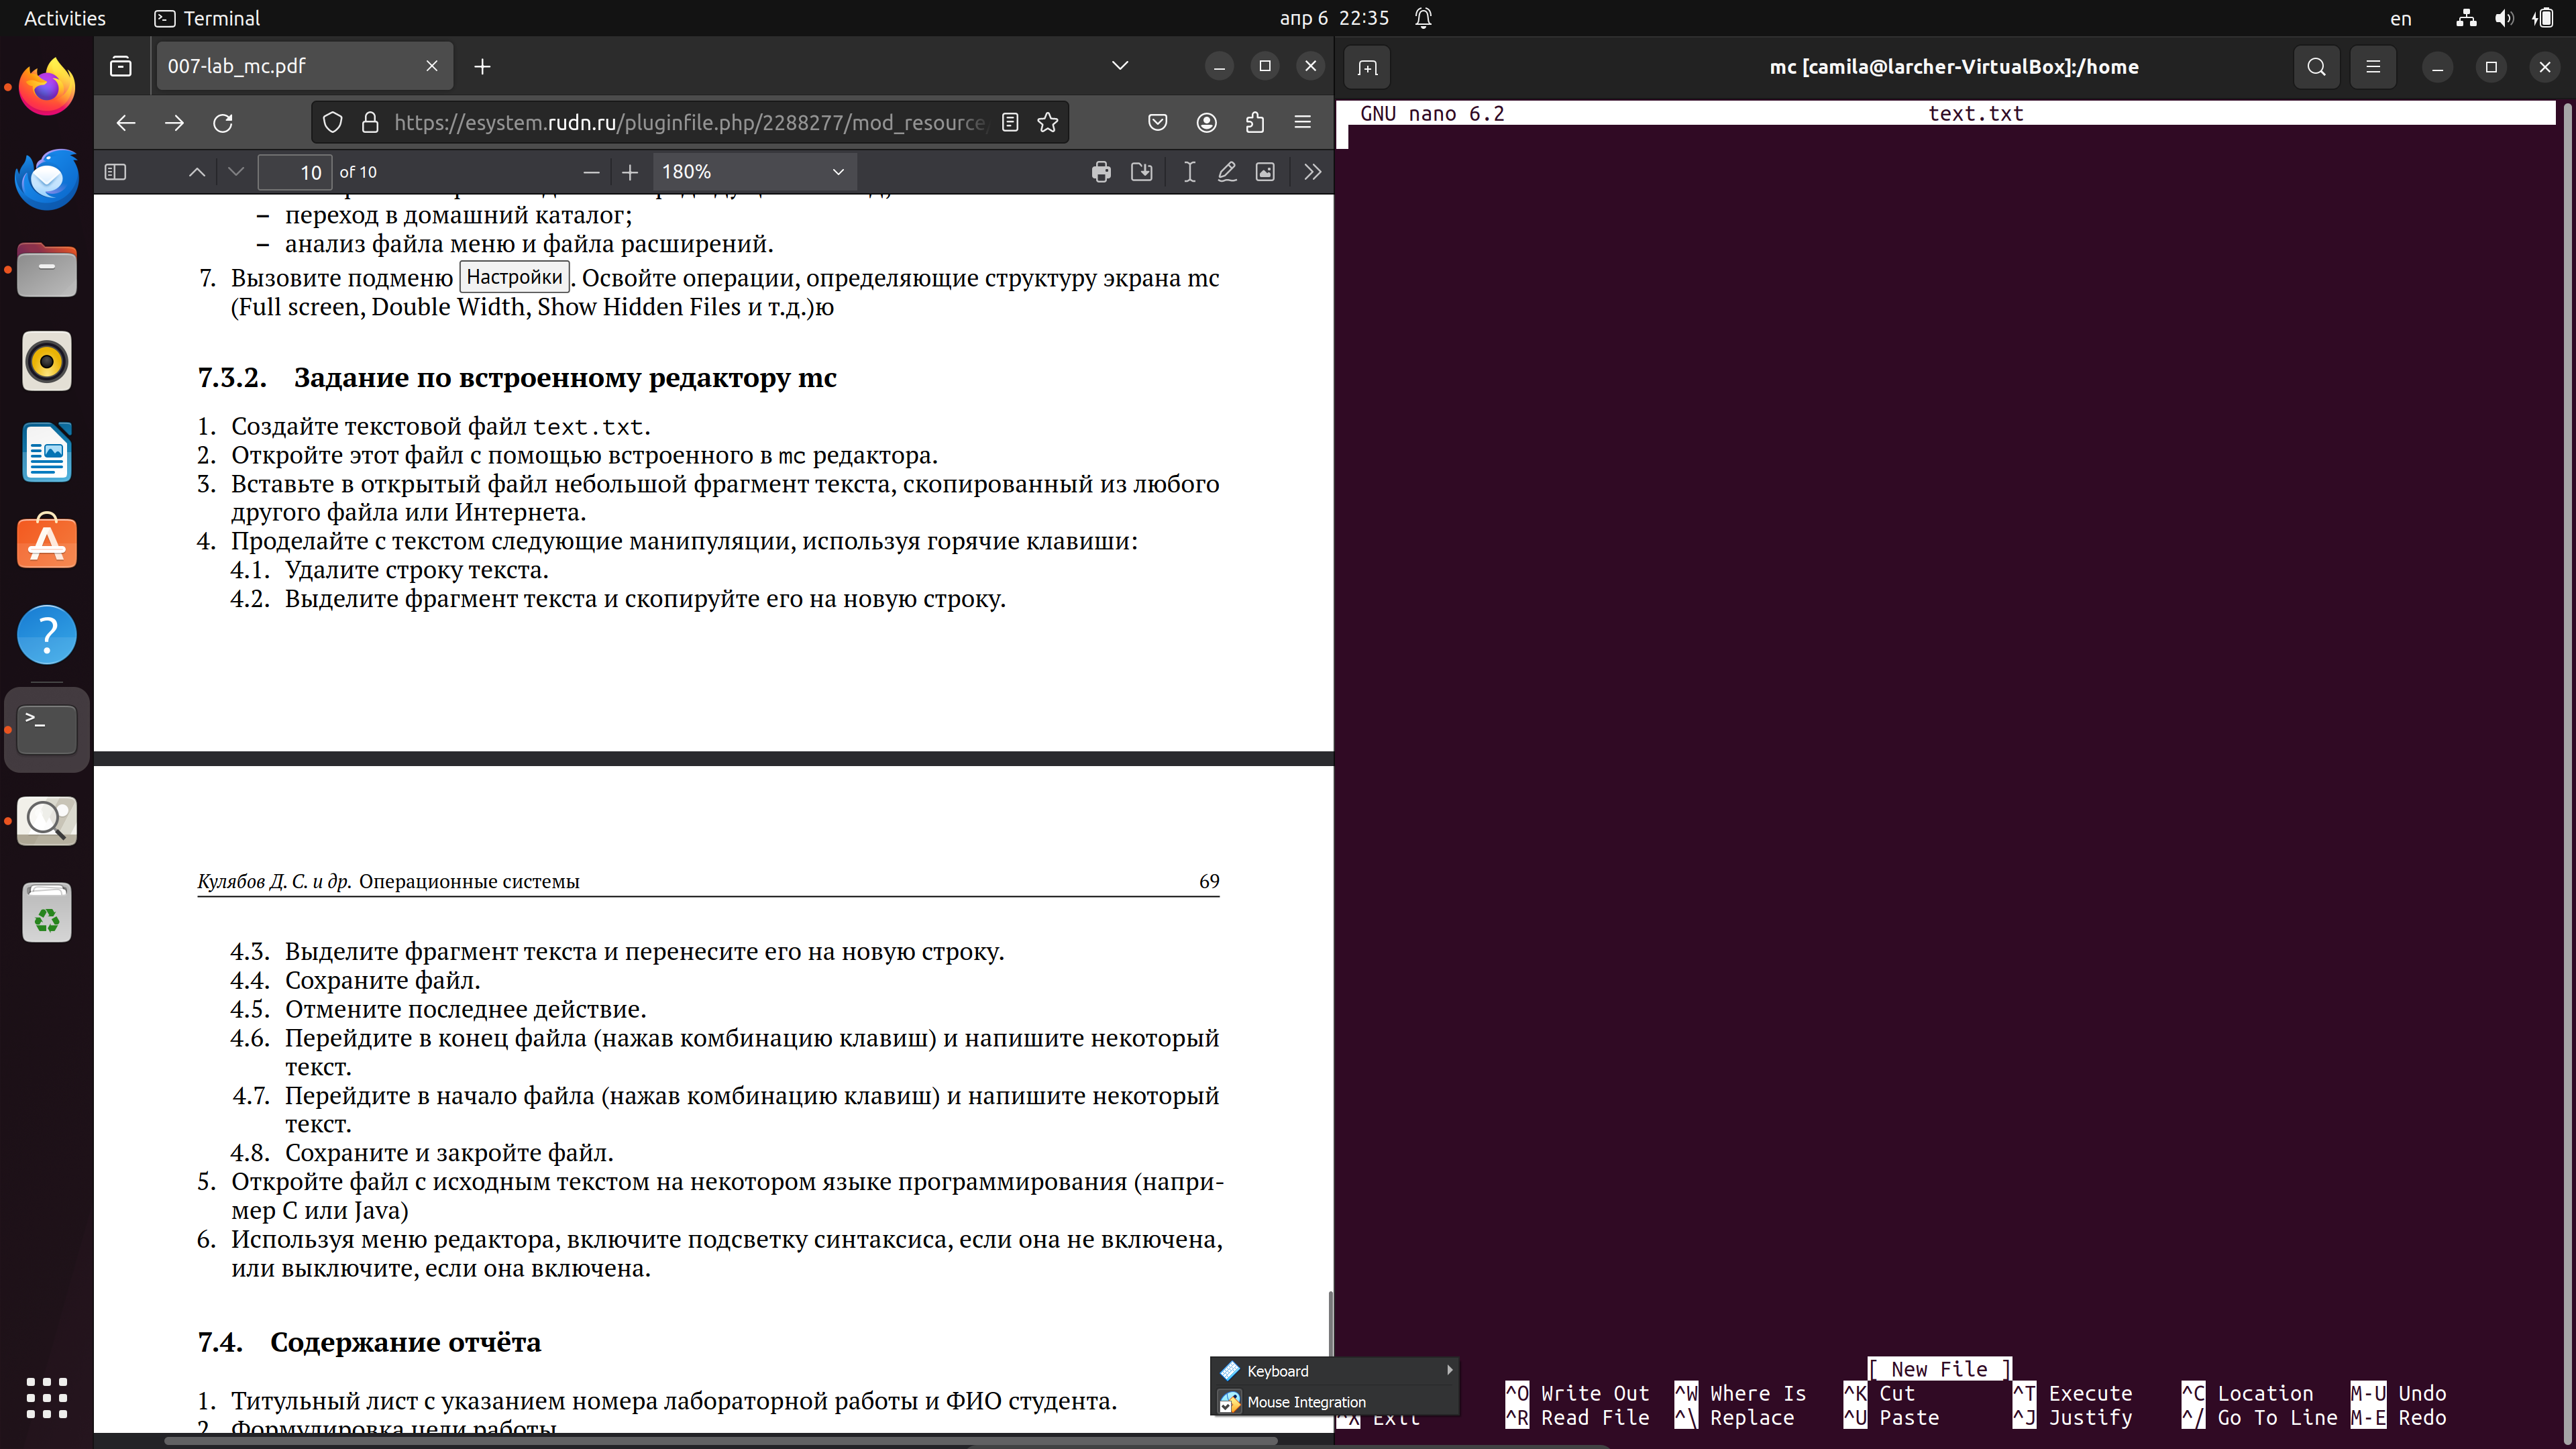 Activities
Terminal
апр 6 22:35
en
007-lab_mc.pdf
mc [camila@larcher-VirtualBox]:/home
https://esystem.rudn.ru/pluginfile.php/2288277/mod_resource/
10 of 10
180%
GNU nano 6.2 text.txt
– переход в домашний каталог;
– анализ файла меню и файла расширений.
7. Вызовите подменю Настройки. Освойте операции, определяющие структуру экрана mc
(Full screen, Double Width, Show Hidden Files и т.д.)ю
7.3.2. Задание по встроенному редактору mc
1. Создайте текстовой файл text.txt.
2. Откройте этот файл с помощью встроенного в mc редактора.
3. Вставьте в открытый файл небольшой фрагмент текста, скопированный из любого
другого файла или Интернета.
4. Проделайте с текстом следующие манипуляции, используя горячие клавиши:
4.1. Удалите строку текста.
4.2. Выделите фрагмент текста и скопируйте его на новую строку.
Кулябов Д. С. и др. Операционные системы 69
4.3. Выделите фрагмент текста и перенесите его на новую строку.
4.4. Сохраните файл.
4.5. Отмените последнее действие.
4.6. Перейдите в конец файла (нажав комбинацию клавиш) и напишите некоторый
текст.
4.7. Перейдите в начало файла (нажав комбинацию клавиш) и напишите некоторый
текст.
4.8. Сохраните и закройте файл.
5. Откройте файл с исходным текстом на некотором языке программирования (напри-
мер C или Java)
6. Используя меню редактора, включите подсветку синтаксиса, если она не включена,
или выключите, если она включена.
7.4. Содержание отчёта
1. Титульный лист с указанием номера лабораторной работы и ФИО студента.
2. Формулировка цели работы.
Keyboard
Mouse Integration
[ New File ]
^O Write Out ^W Where Is ^K Cut ^T Execute ^C Location M-U Undo
^X Exit ^R Read File ^\ Replace ^U Paste ^J Justify ^/ Go To Line M-E Redo